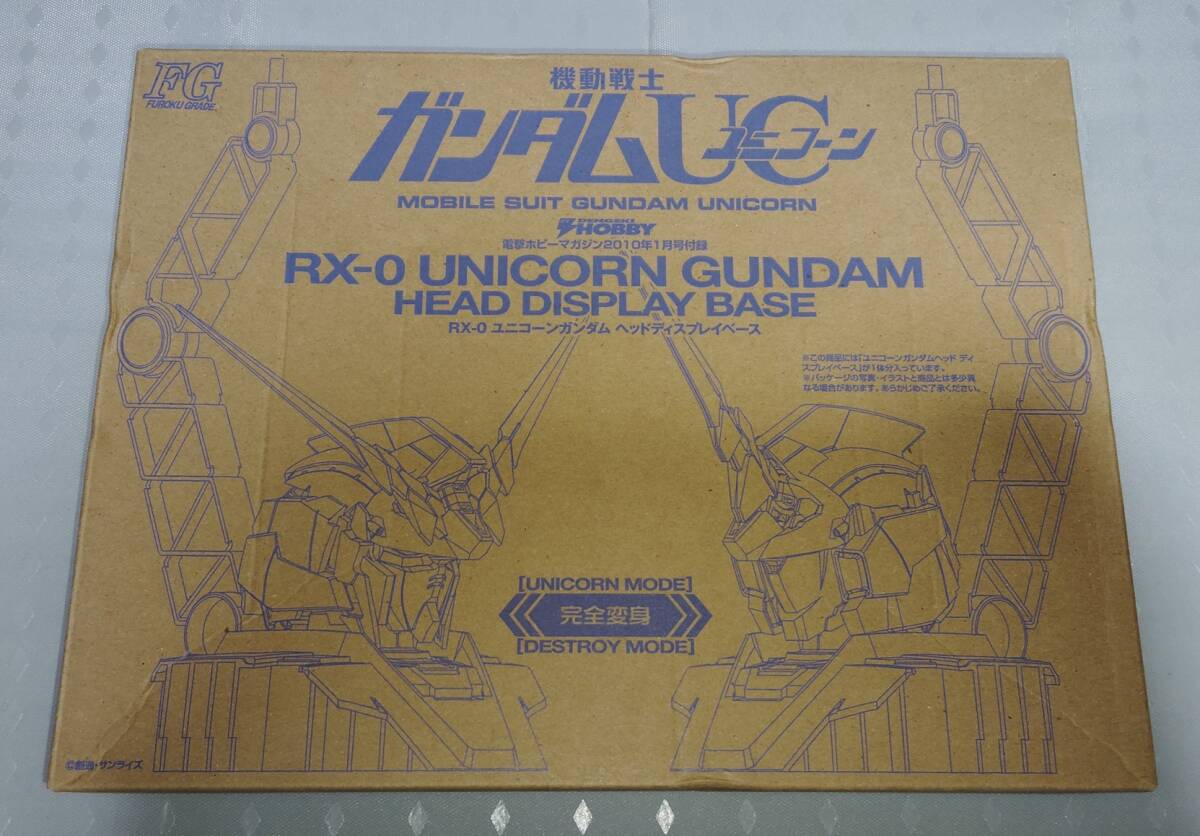 FG
FUROKU GRADE
機動戦士
ガンダムUC
ユニコーン
MOBILE SUIT GUNDAM UNICORN
DENGEKI
HOBBY
電撃ホビーマガジン2010年1月号付録
RX-0 UNICORN GUNDAM
HEAD DISPLAY BASE
RX-0 ユニコーンガンダム ヘッドディスプレイベース
※この商品には「ユニコーンガンダムヘッド ディ
スプレイベース」が1体分入っています。
※パッケージの写真・イラストと商品とは多少異
なる場合があります。あらかじめご了承ください。
[UNICORN MODE]
完全変身
[DESTROY MODE]
©創通・サンライズ